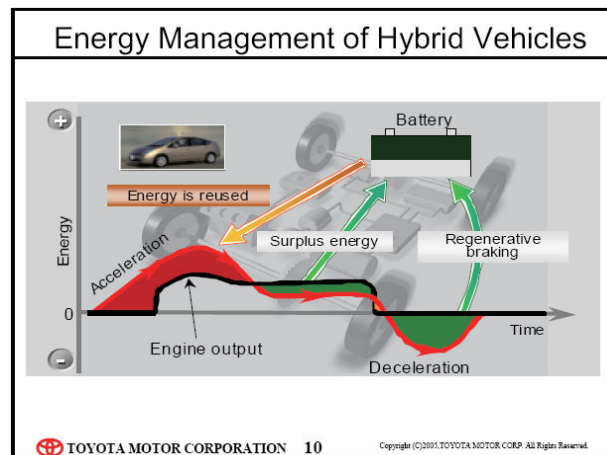 Energy Management of Hybrid Vehicles
+
Battery
Energy is reused
Energy
Acceleration
Surplus energy
Regenerative
braking
0
Time
Engine output
-
Deceleration
TOYOTA MOTOR CORPORATION 10
Copyright (C)2005,TOYOTA MOTOR CORP. All Rights Reserved.